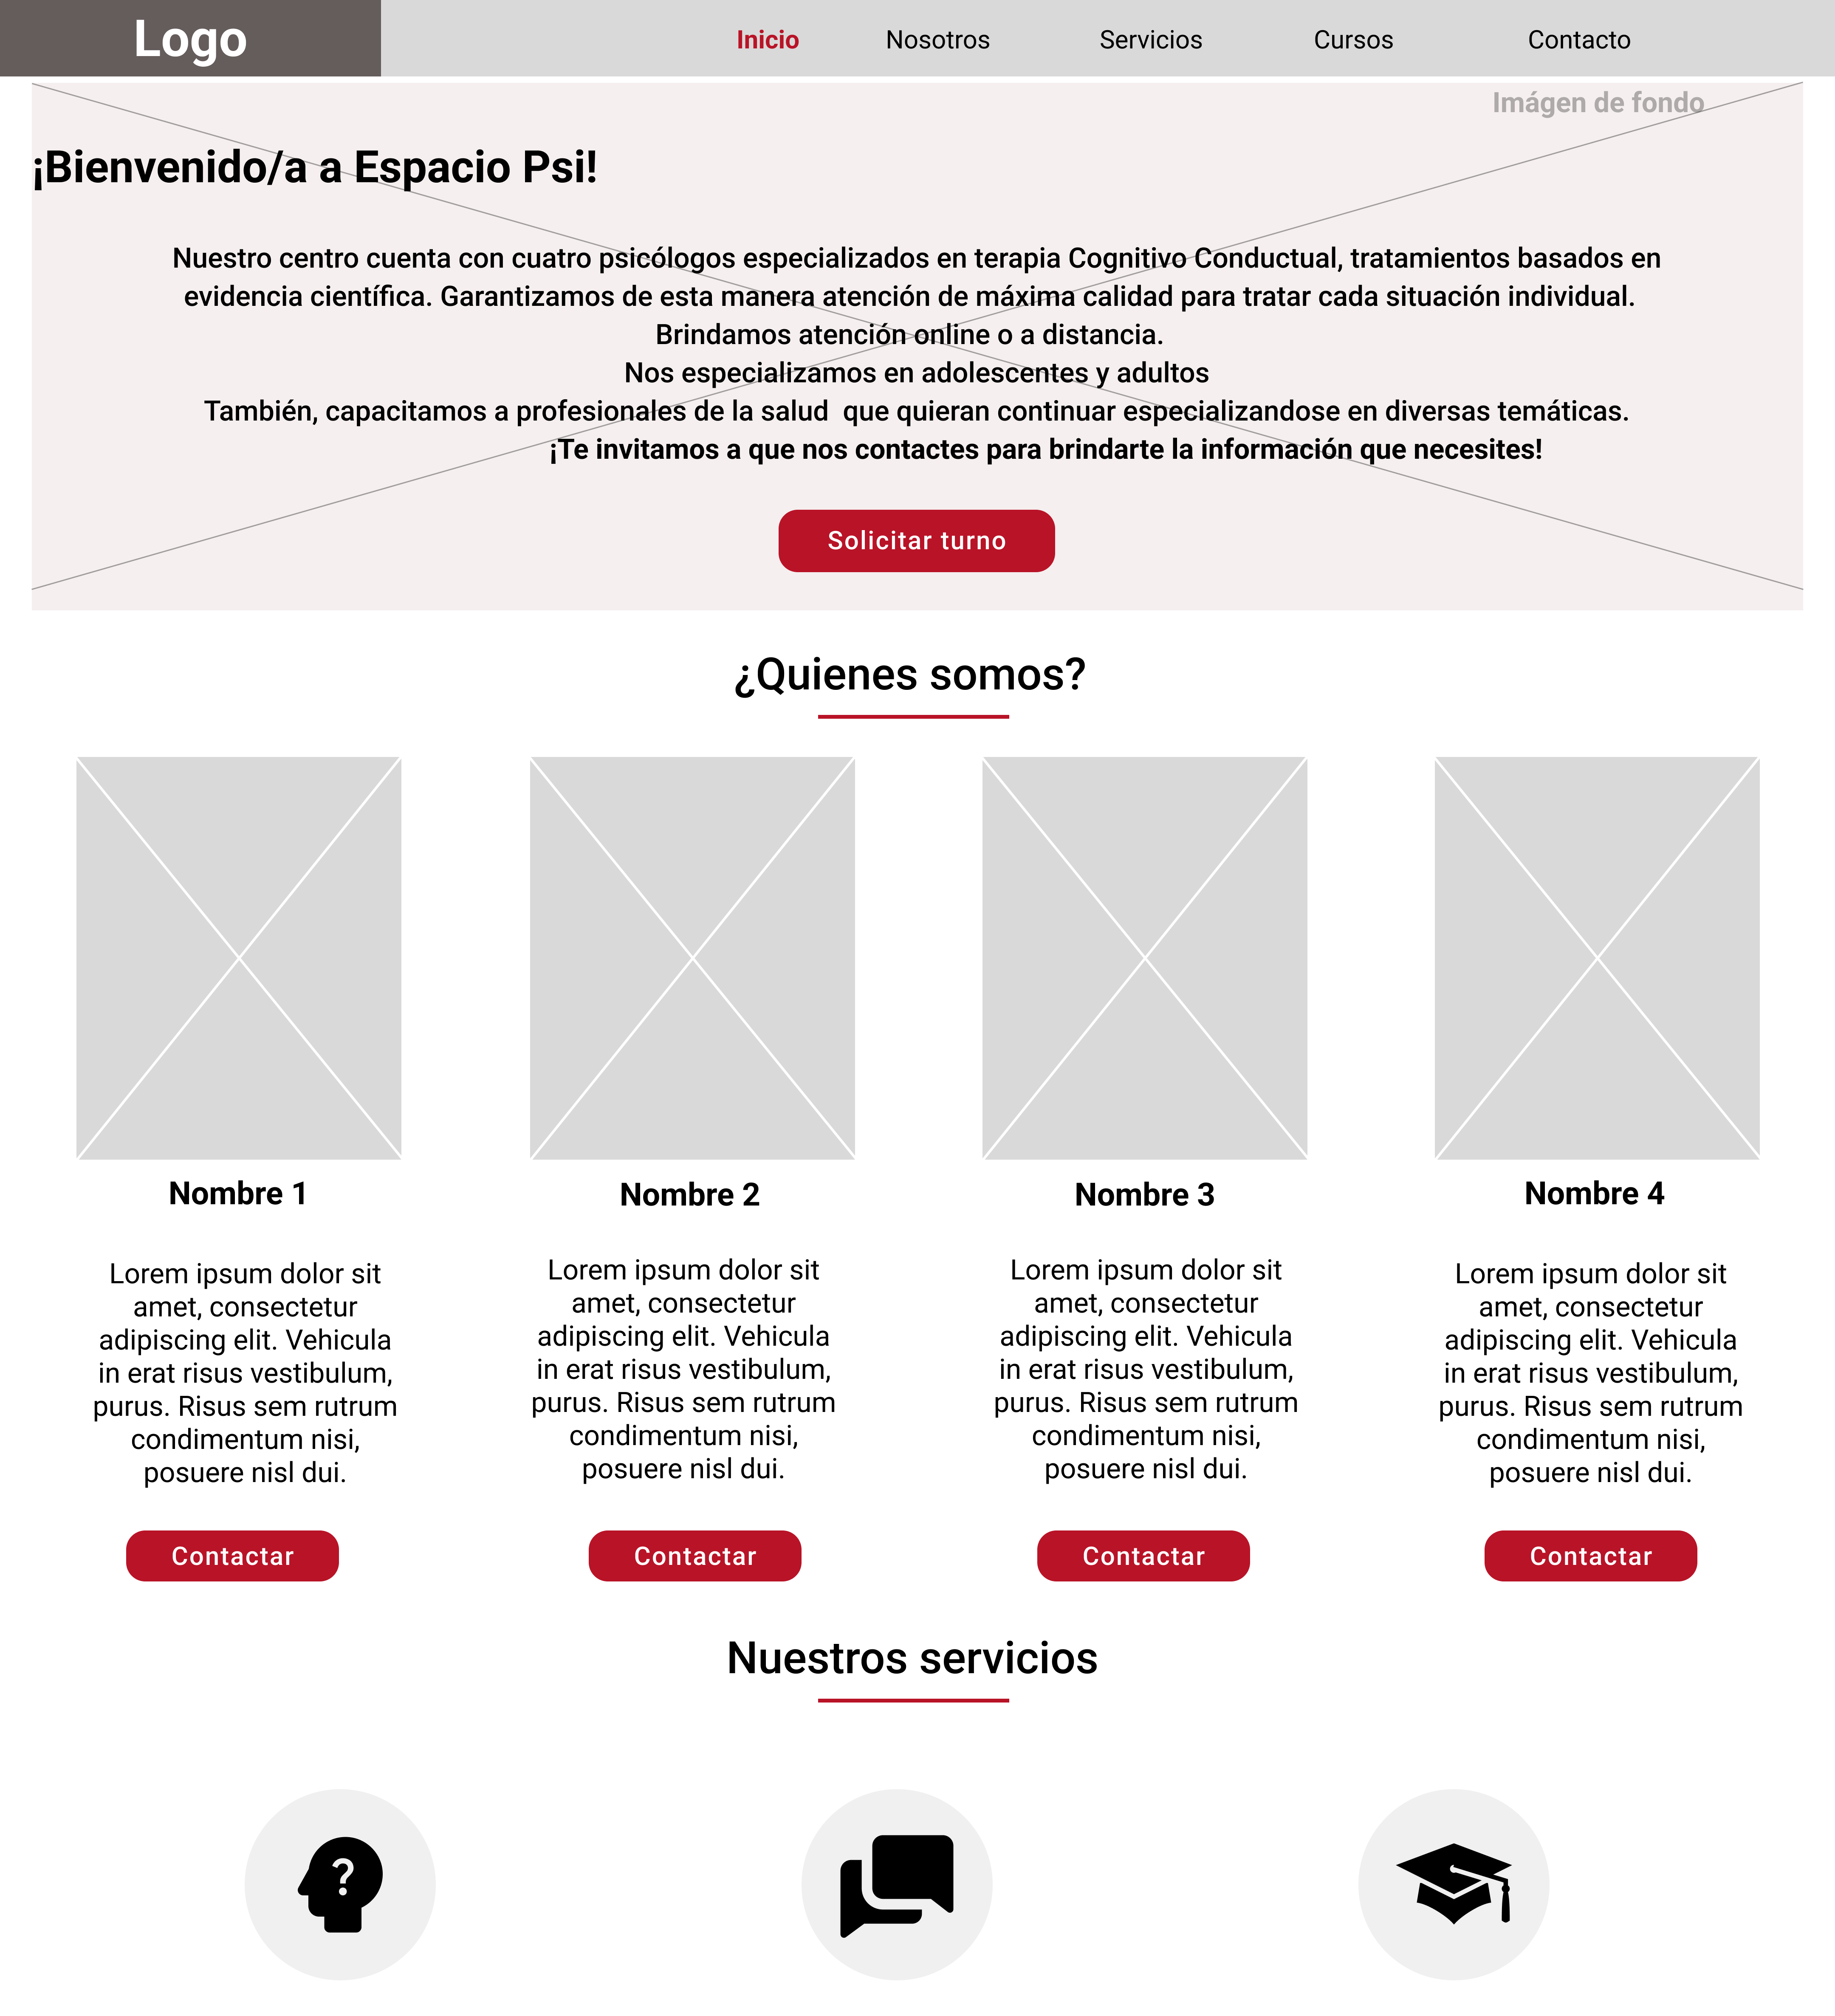 Logo
Inicio
Nosotros
Servicios
Cursos
Contacto
Imágen de fondo
¡Bienvenido/a a Espacio Psi!
Nuestro centro cuenta con cuatro psicólogos especializados en terapia Cognitivo Conductual, tratamientos basados en
evidencia científica. Garantizamos de esta manera atención de máxima calidad para tratar cada situación individual.
Brindamos atención online o a distancia.
Nos especializamos en adolescentes y adultos
También, capacitamos a profesionales de la salud  que quieran continuar especializandose en diversas temáticas.
¡Te invitamos a que nos contactes para brindarte la información que necesites!
Solicitar turno
¿Quienes somos?
Nombre 1
Lorem ipsum dolor sit
amet, consectetur
adipiscing elit. Vehicula
in erat risus vestibulum,
purus. Risus sem rutrum
condimentum nisi,
posuere nisl dui.
Contactar
Nombre 2
Lorem ipsum dolor sit
amet, consectetur
adipiscing elit. Vehicula
in erat risus vestibulum,
purus. Risus sem rutrum
condimentum nisi,
posuere nisl dui.
Contactar
Nombre 3
Lorem ipsum dolor sit
amet, consectetur
adipiscing elit. Vehicula
in erat risus vestibulum,
purus. Risus sem rutrum
condimentum nisi,
posuere nisl dui.
Contactar
Nombre 4
Lorem ipsum dolor sit
amet, consectetur
adipiscing elit. Vehicula
in erat risus vestibulum,
purus. Risus sem rutrum
condimentum nisi,
posuere nisl dui.
Contactar
Nuestros servicios
?